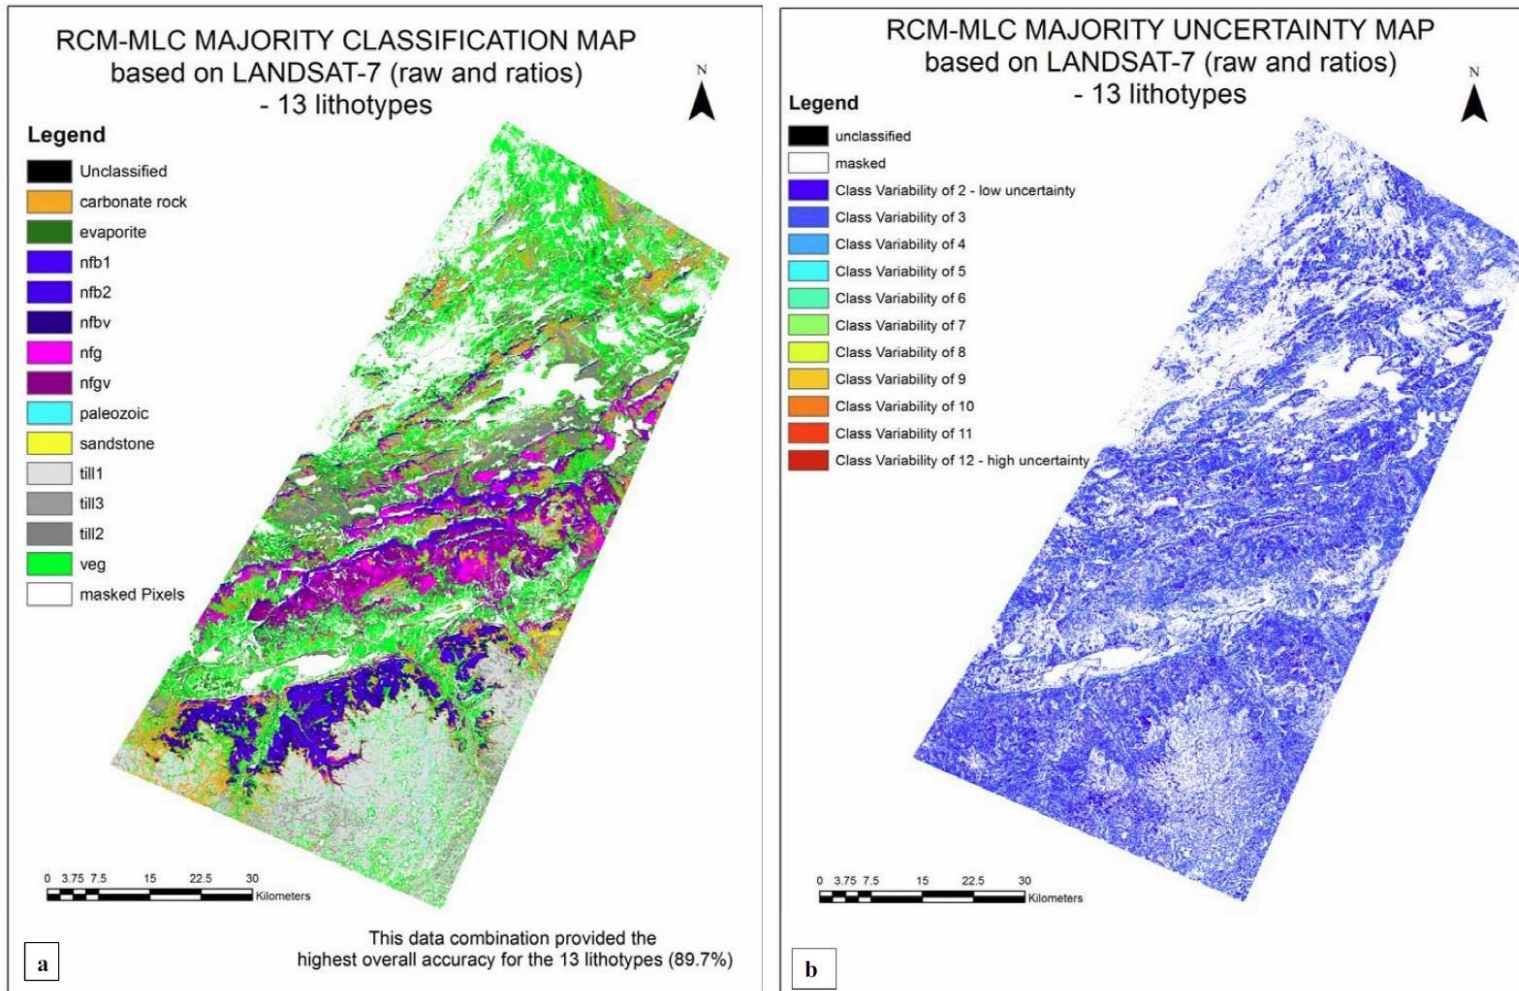 RCM-MLC MAJORITY CLASSIFICATION MAP
based on LANDSAT-7 (raw and ratios)
- 13 lithotypes
N
Legend
Unclassified
carbonate rock
evaporite
nfb1
nfb2
nfbv
nfg
nfgv
paleozoic
sandstone
till1
till3
till2
veg
masked Pixels
0 3.75 7.5 15 22.5 30
Kilometers
This data combination provided the
highest overall accuracy for the 13 lithotypes (89.7%)
a
RCM-MLC MAJORITY UNCERTAINTY MAP
based on LANDSAT-7 (raw and ratios)
- 13 lithotypes
N
Legend
unclassified
masked
Class Variability of 2 - low uncertainty
Class Variability of 3
Class Variability of 4
Class Variability of 5
Class Variability of 6
Class Variability of 7
Class Variability of 8
Class Variability of 9
Class Variability of 10
Class Variability of 11
Class Variability of 12 - high uncertainty
0 3.75 7.5 15 22.5 30
Kilometers
b